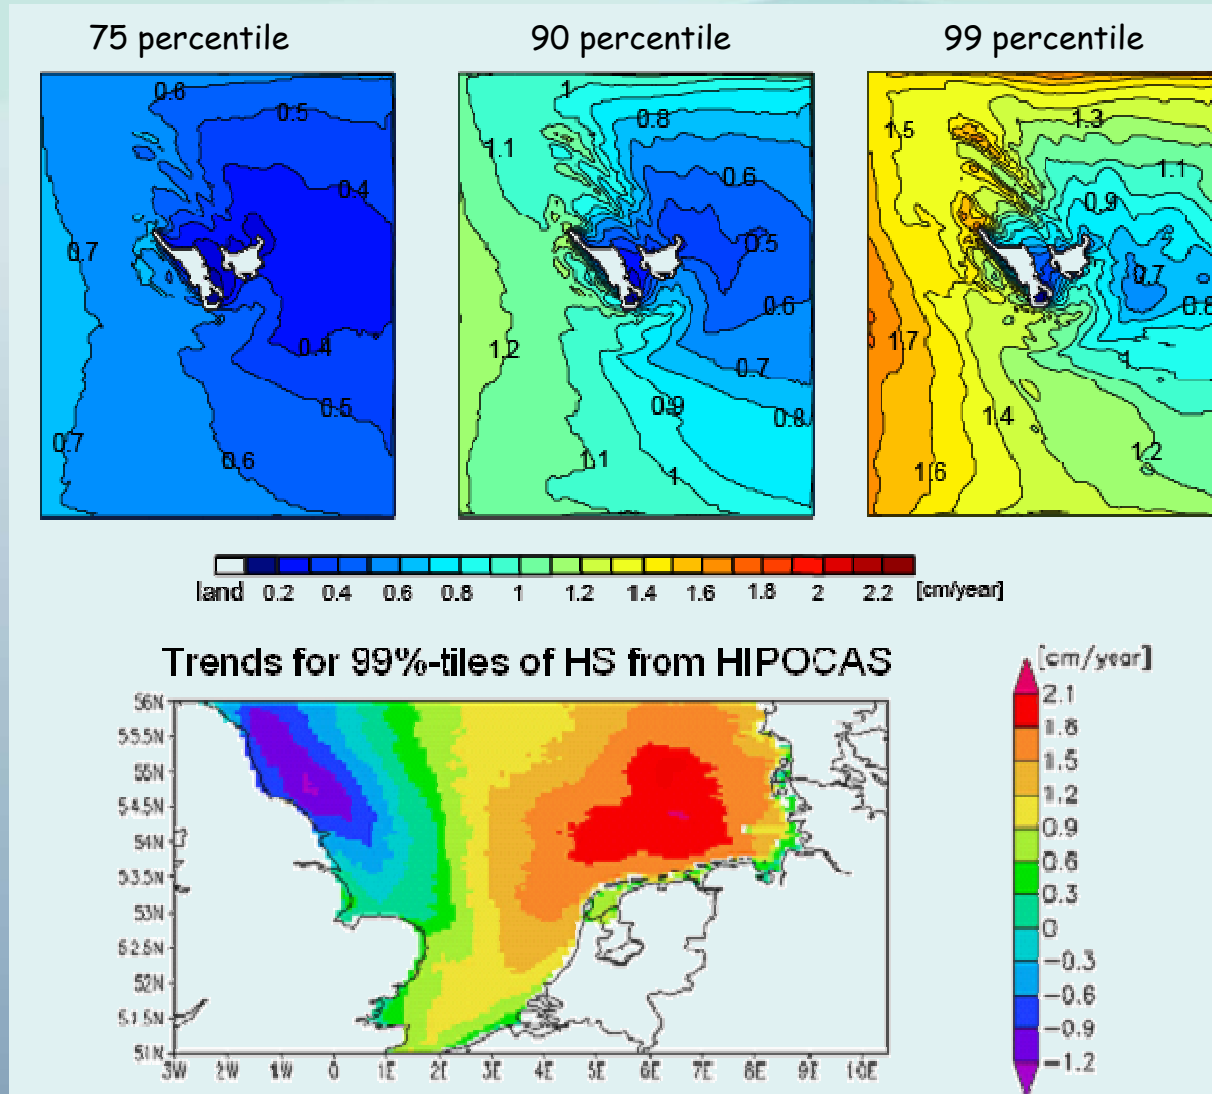 75 percentile 90 percentile 99 percentile
0.6 0.5 0.4 0.7 0.4 0.5 0.7 0.6
1 0.8 1.1 0.6 0.5 0.6 1.2 0.7 0.9 0.8 1.1 1
1.5 1.3 1.1 0.9 0.7 0.8 1.7 1 1.4 1.2 1.6
land 0.2 0.4 0.6 0.8 1 1.2 1.4 1.6 1.8 2 2.2 [cm/year]
Trends for 99%-tiles of HS from HIPOCAS
[cm/year]
56N
55.5N
55N
54.5N
54N
53.5N
53N
52.5N
52N
51.5N
51N
3W 2W 1W 0 1E 2E 3E 4E 5E 6E 7E 8E 9E 10E
2.1
1.8
1.5
1.2
0.9
0.6
0.3
0
−0.3
−0.6
−0.9
−1.2